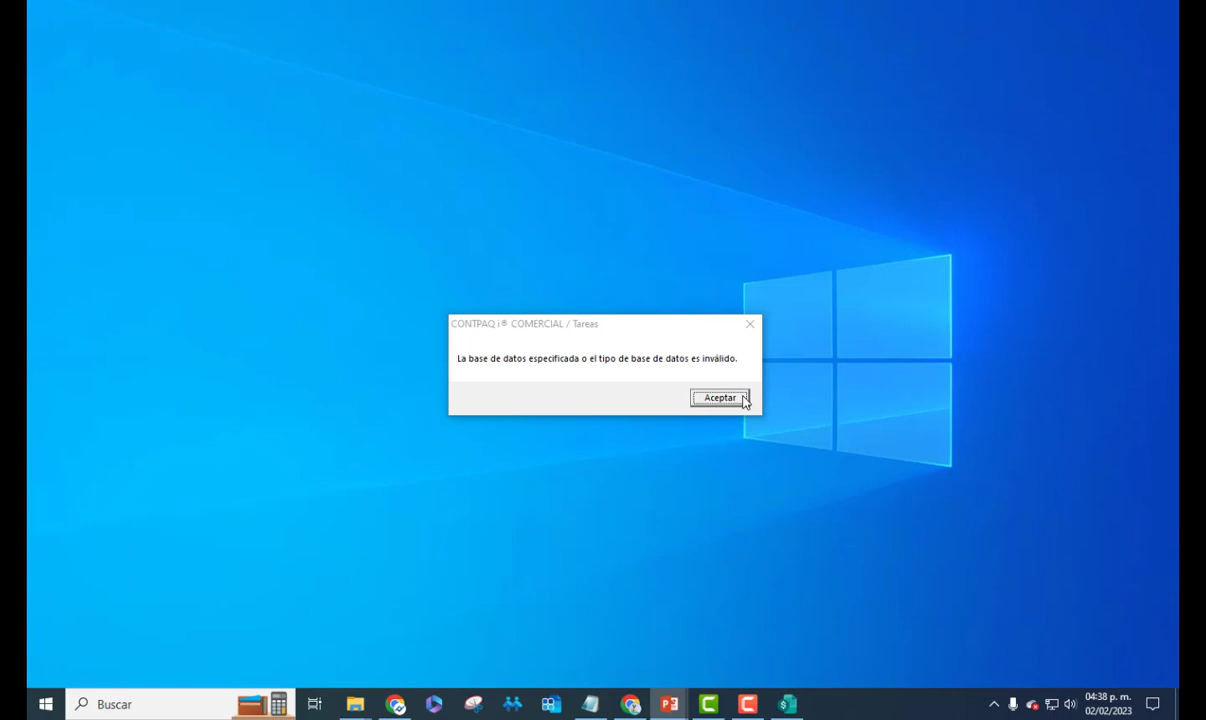 CONTPAQ i® COMERCIAL / Tareas
La base de datos especificada o el tipo de base de datos es inválido.
Aceptar
Buscar
04:38 p. m.
02/02/2023